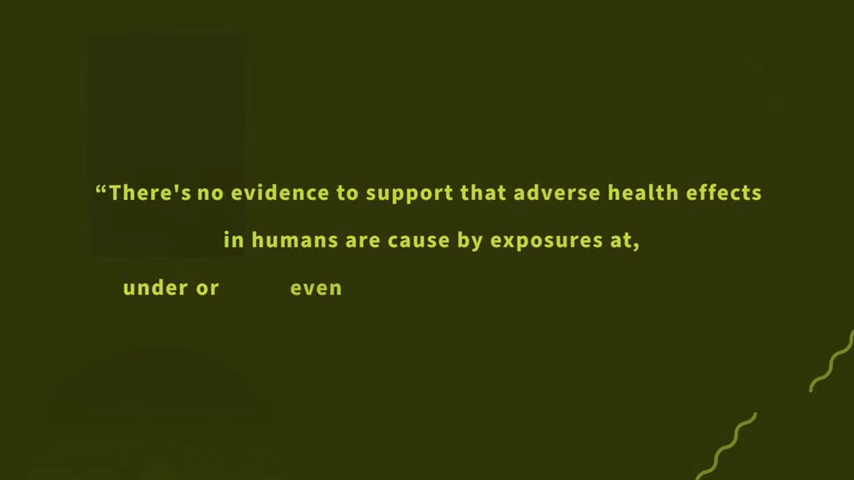 “There's no evidence to support that adverse health effects
in humans are cause by exposures at,
under or even